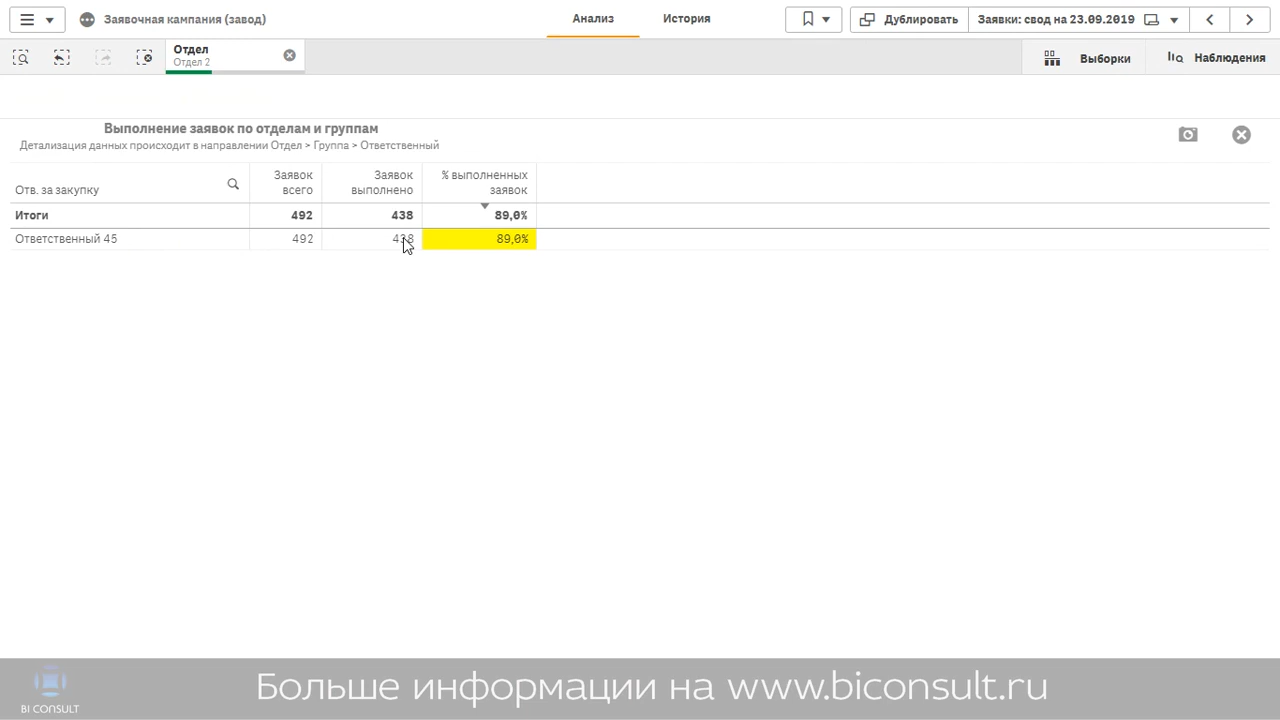 Заявочная кампания (завод)
Анализ
История
Дублировать
Заявки: свод на 23.09.2019
Отдел
Отдел 2
Выборки
Наблюдения
Выполнение заявок по отделам и группам
Детализация данных происходит в направлении Отдел > Группа > Ответственный
Отв. за закупку
Заявок всего
Заявок выполнено
% выполненных заявок
Итоги 492 438 89,0%
Ответственный 45 492 438 89,0%
Больше информации на www.biconsult.ru
BI CONSULT